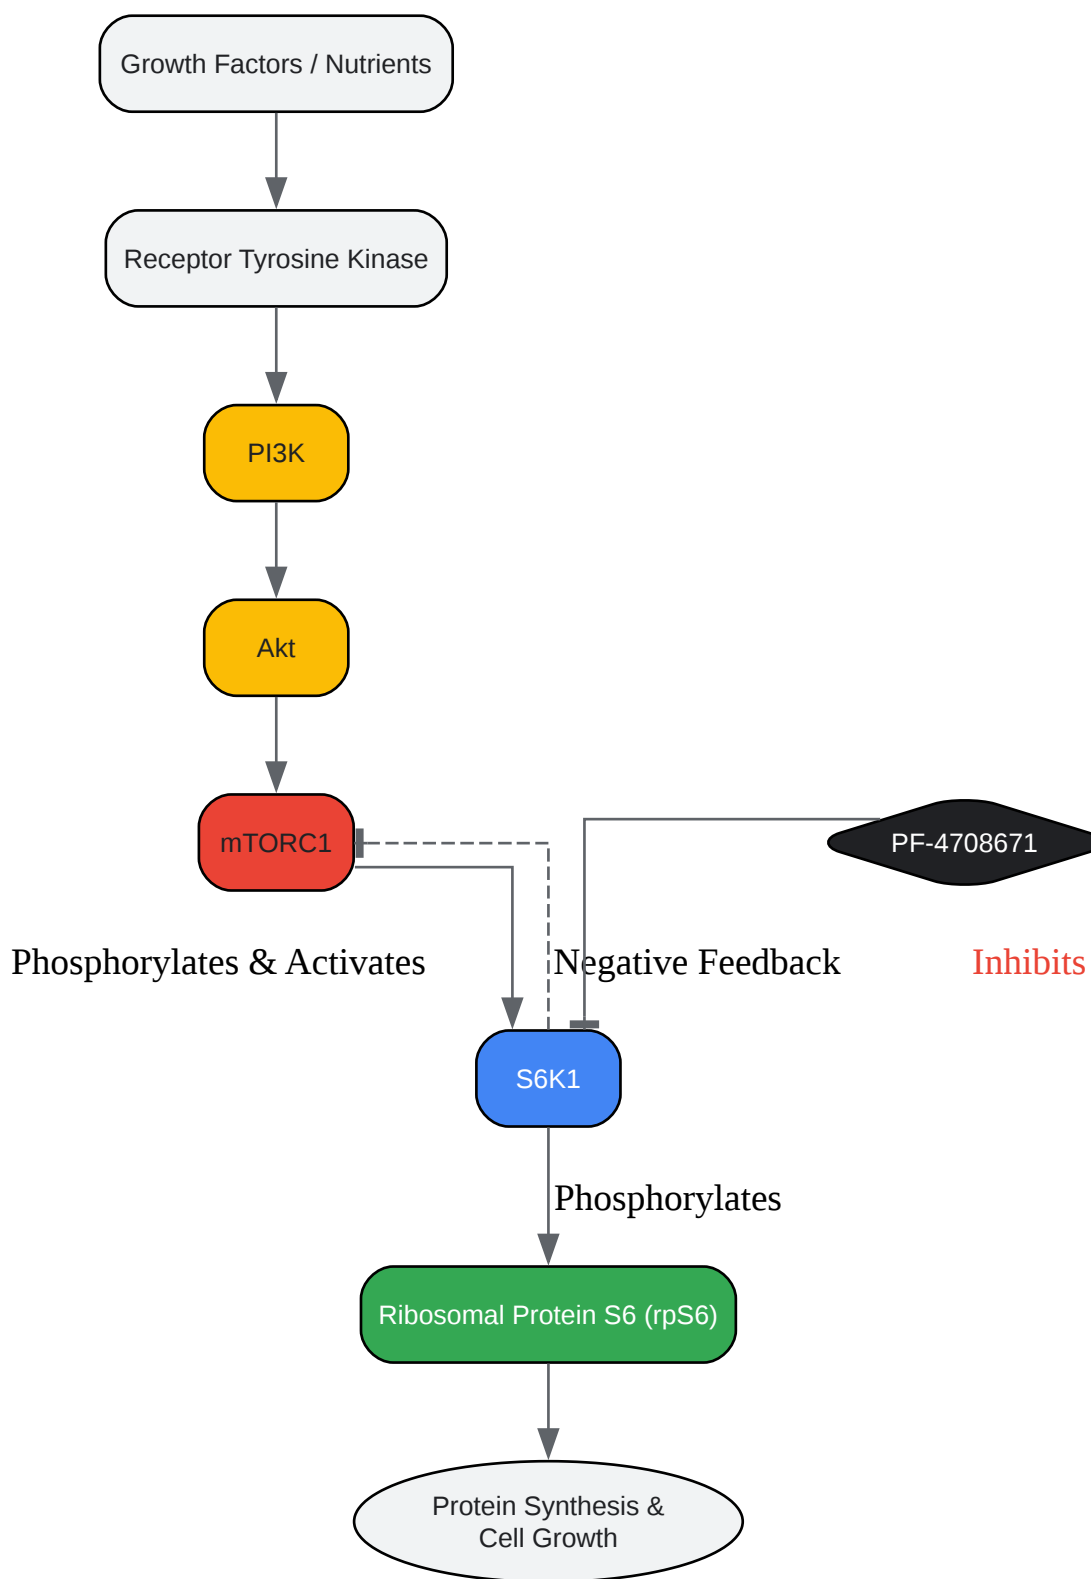 Growth Factors / Nutrients
Receptor Tyrosine Kinase
PI3K
Akt
mTORC1
PF-4708671
Phosphorylates & Activates
Negative Feedback
Inhibits
S6K1
Phosphorylates
Ribosomal Protein S6 (rpS6)
Protein Synthesis &
Cell Growth